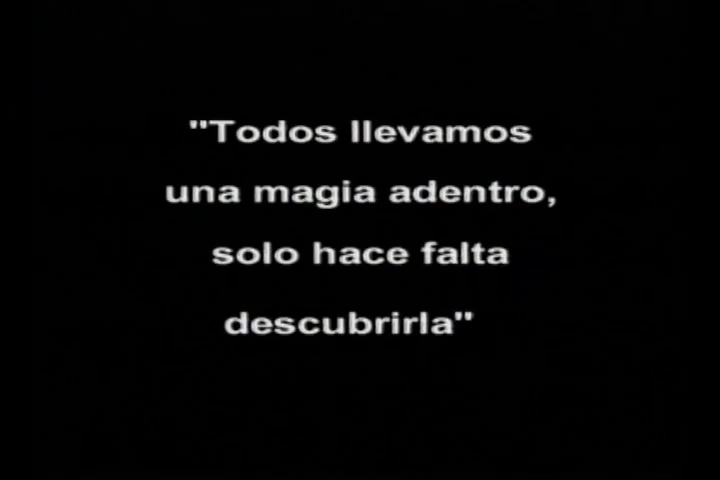 "Todos llevamos
una magia adentro,
solo hace falta
descubrirla"